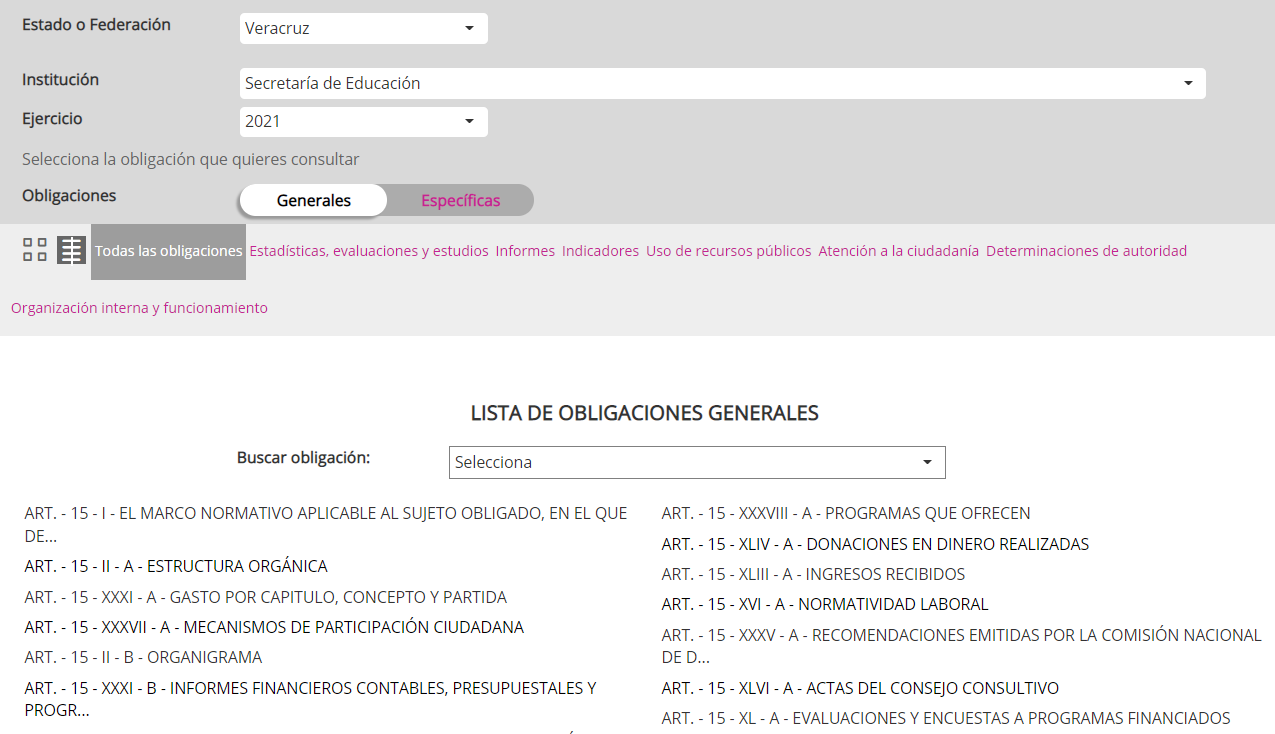 Estado o Federación
Veracruz
Institución
Secretaría de Educación
Ejercicio
2021
Selecciona la obligación que quieres consultar
Obligaciones
Generales
Específicas
Todas las obligaciones Estadísticas, evaluaciones y estudios Informes Indicadores Uso de recursos públicos Atención a la ciudadanía Determinaciones de autoridad
Organización interna y funcionamiento
LISTA DE OBLIGACIONES GENERALES
Buscar obligación:
Selecciona
ART. - 15 - I - EL MARCO NORMATIVO APLICABLE AL SUJETO OBLIGADO, EN EL QUE
DE...
ART. - 15 - II - A - ESTRUCTURA ORGÁNICA
ART. - 15 - XXXI - A - GASTO POR CAPITULO, CONCEPTO Y PARTIDA
ART. - 15 - XXXVII - A - MECANISMOS DE PARTICIPACIÓN CIUDADANA
ART. - 15 - II - B - ORGANIGRAMA
ART. - 15 - XXXI - B - INFORMES FINANCIEROS CONTABLES, PRESUPUESTALES Y
PROGR...
ART. - 15 - XXXVIII - A - PROGRAMAS QUE OFRECEN
ART. - 15 - XLIV - A - DONACIONES EN DINERO REALIZADAS
ART. - 15 - XLIII - A - INGRESOS RECIBIDOS
ART. - 15 - XVI - A - NORMATIVIDAD LABORAL
ART. - 15 - XXXV - A - RECOMENDACIONES EMITIDAS POR LA COMISIÓN NACIONAL
DE D...
ART. - 15 - XLVI - A - ACTAS DEL CONSEJO CONSULTIVO
ART. - 15 - XL - A - EVALUACIONES Y ENCUESTAS A PROGRAMAS FINANCIADOS